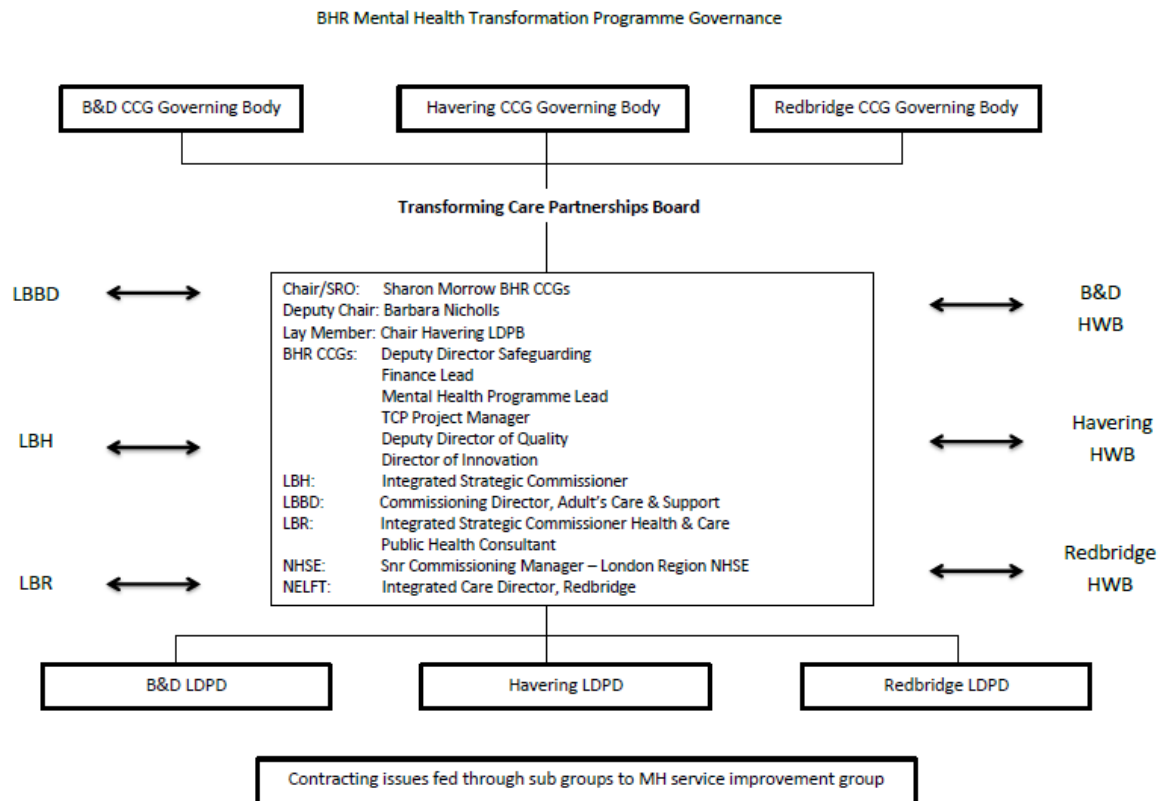 BHR Mental Health Transformation Programme Governance
B&D CCG Governing Body
Havering CCG Governing Body
Redbridge CCG Governing Body
Transforming Care Partnerships Board
LBBD
LBH
LBR
Chair/SRO: Sharon Morrow BHR CCGs
Deputy Chair: Barbara Nicholls
Lay Member: Chair Havering LDPB
BHR CCGs: Deputy Director Safeguarding
Finance Lead
Mental Health Programme Lead
TCP Project Manager
Deputy Director of Quality
Director of Innovation
LBH: Integrated Strategic Commissioner
LBBD: Commissioning Director, Adult's Care & Support
LBR: Integrated Strategic Commissioner Health & Care
Public Health Consultant
NHSE: Snr Commissioning Manager – London Region NHSE
NELFT: Integrated Care Director, Redbridge
B&D
HWB
Havering
HWB
Redbridge
HWB
B&D LDPD
Havering LDPD
Redbridge LDPD
Contracting issues fed through sub groups to MH service improvement group